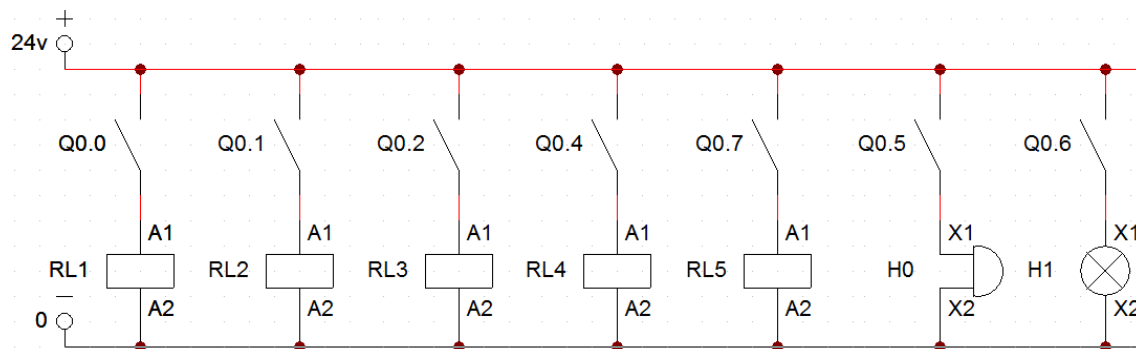 +
24v
Q0.0 Q0.1 Q0.2 Q0.4 Q0.7 Q0.5 Q0.6
A1 A1 A1 A1 A1 X1 X1
RL1 RL2 RL3 RL4 RL5 H0 H1
−
A2 A2 A2 A2 A2 X2 X2
0